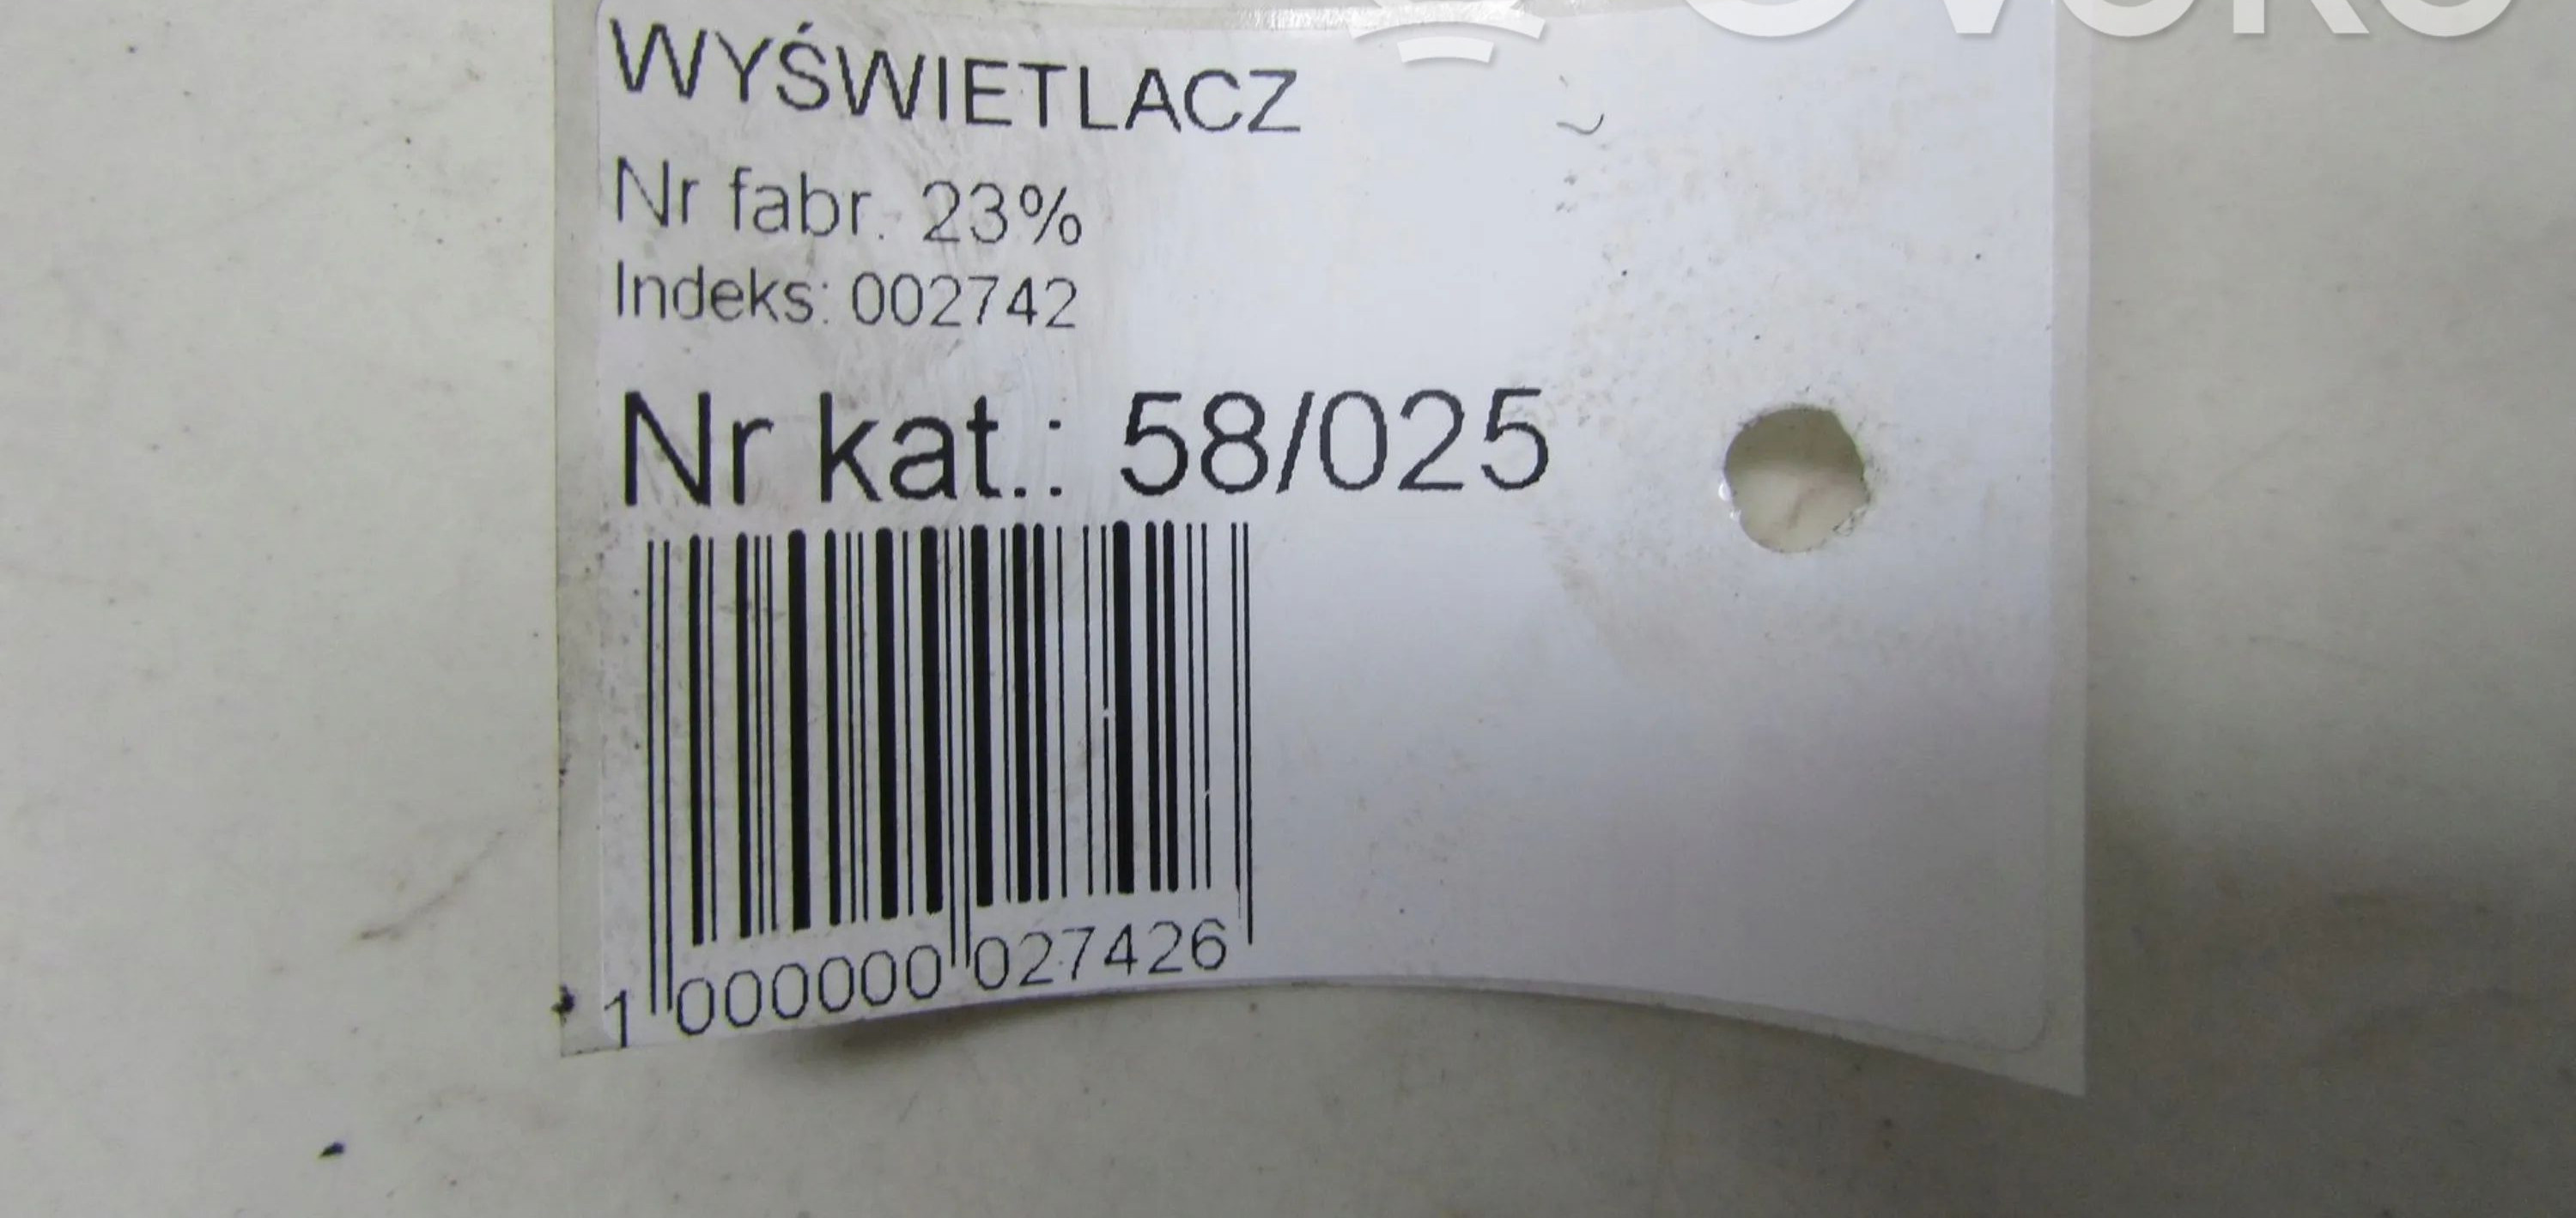 WYŚWIETLACZ
Nr fabr. 23%
Indeks: 002742
Nr kat.: 58/025
1 000000 027426